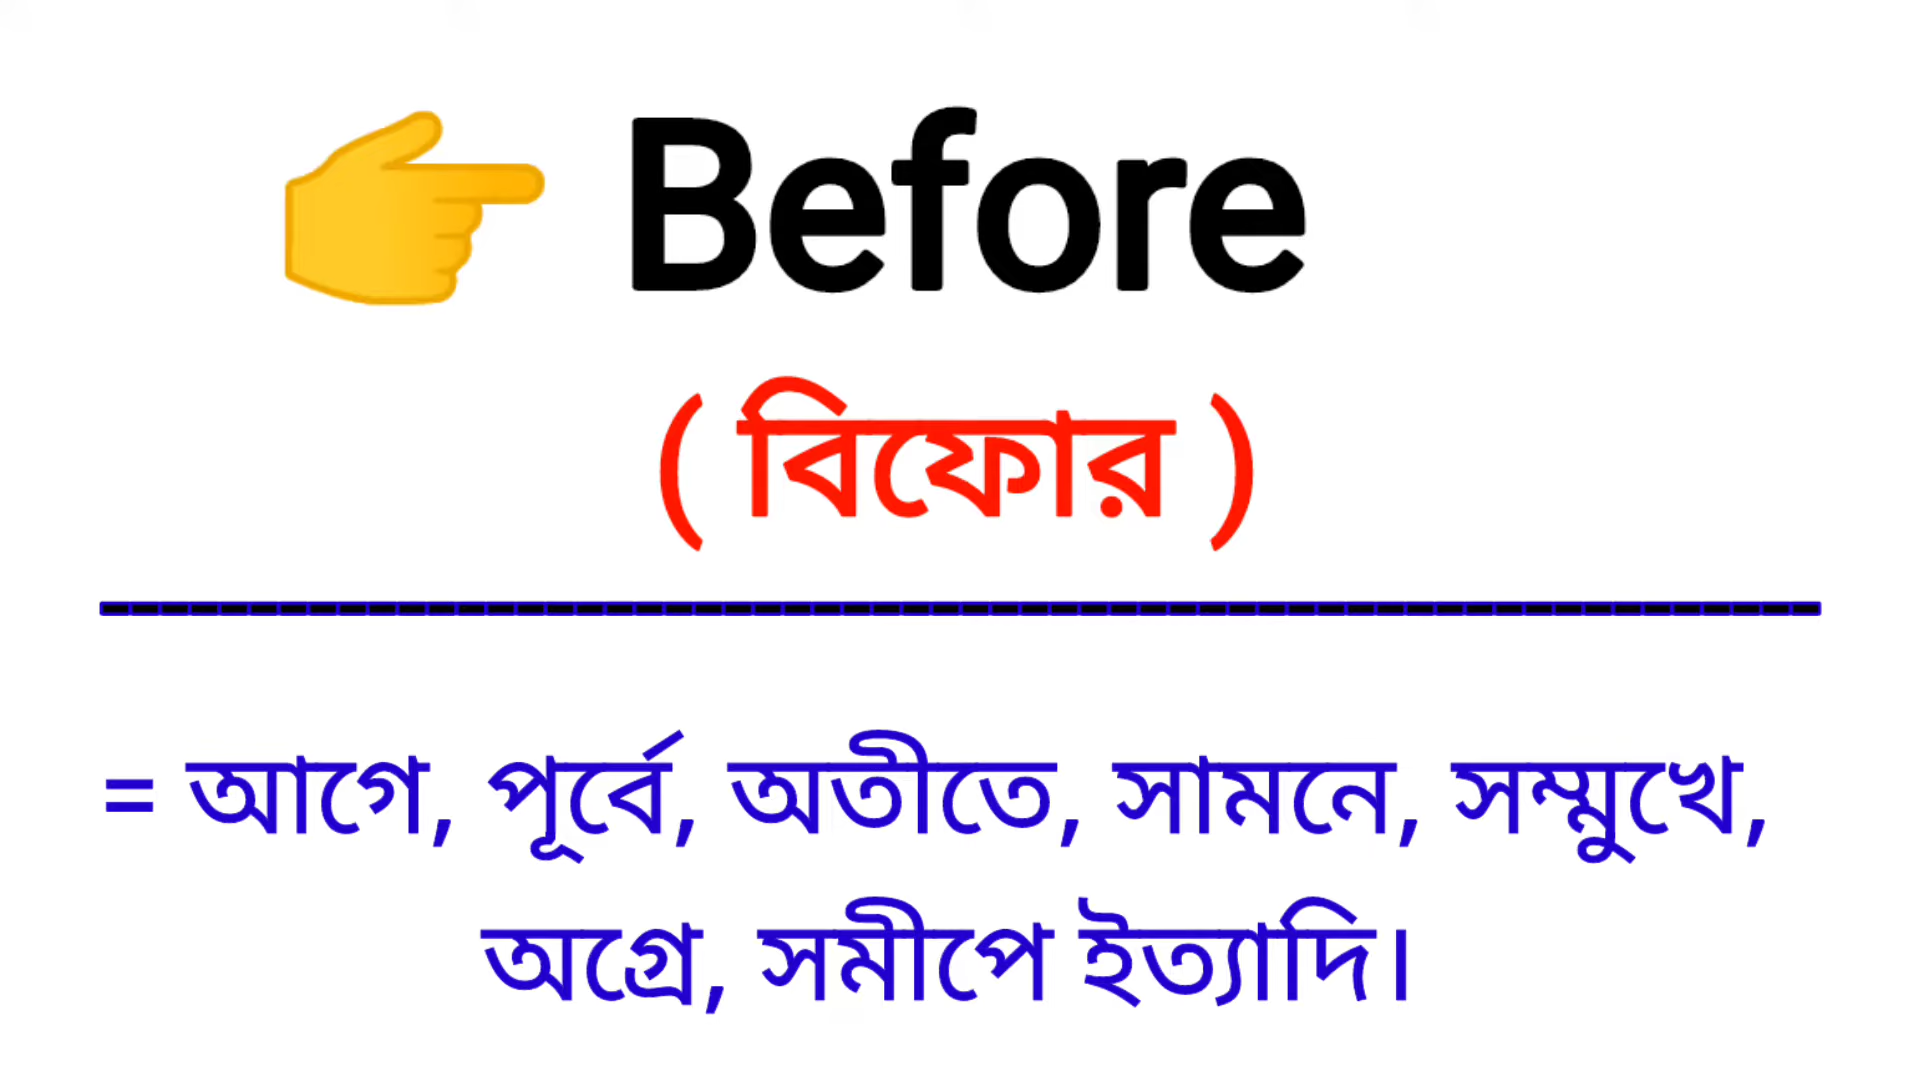 👉 Before
( বিফোর )
--------------------------------------------------
= আগে, পূর্বে, অতীতে, সামনে, সম্মুখে,
অগ্রে, সমীপে ইত্যাদি।